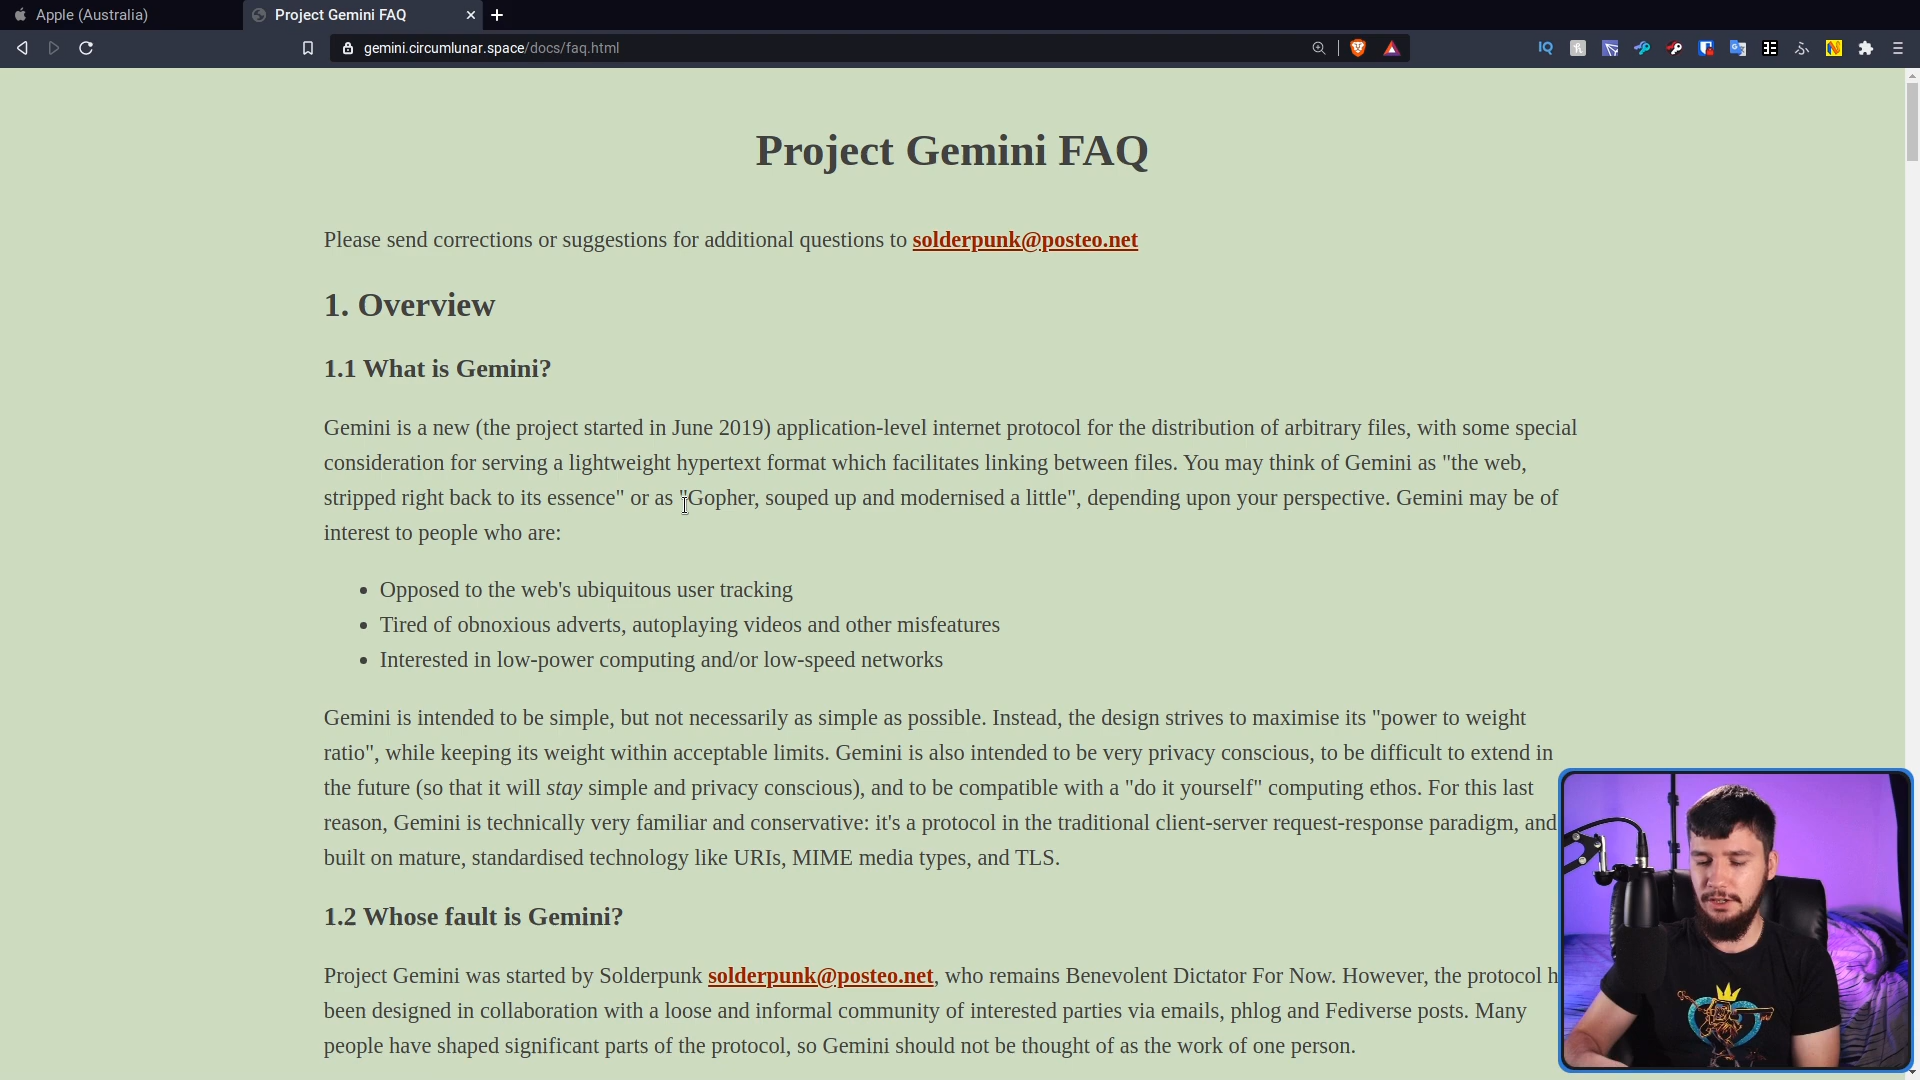 Apple (Australia)
Project Gemini FAQ
gemini.circumlunar.space/docs/faq.html
IQ
Project Gemini FAQ
Please send corrections or suggestions for additional questions to solderpunk@posteo.net
1. Overview
1.1 What is Gemini?
Gemini is a new (the project started in June 2019) application-level internet protocol for the distribution of arbitrary files, with some special
consideration for serving a lightweight hypertext format which facilitates linking between files. You may think of Gemini as "the web,
stripped right back to its essence" or as "Gopher, souped up and modernised a little", depending upon your perspective. Gemini may be of
interest to people who are:
• Opposed to the web's ubiquitous user tracking
• Tired of obnoxious adverts, autoplaying videos and other misfeatures
• Interested in low-power computing and/or low-speed networks
Gemini is intended to be simple, but not necessarily as simple as possible. Instead, the design strives to maximise its "power to weight
ratio", while keeping its weight within acceptable limits. Gemini is also intended to be very privacy conscious, to be difficult to extend in
the future (so that it will stay simple and privacy conscious), and to be compatible with a "do it yourself" computing ethos. For this last
reason, Gemini is technically very familiar and conservative: it's a protocol in the traditional client-server request-response paradigm, and
built on mature, standardised technology like URIs, MIME media types, and TLS.
1.2 Whose fault is Gemini?
Project Gemini was started by Solderpunk solderpunk@posteo.net, who remains Benevolent Dictator For Now. However, the protocol h
been designed in collaboration with a loose and informal community of interested parties via emails, phlog and Fediverse posts. Many
people have shaped significant parts of the protocol, so Gemini should not be thought of as the work of one person.